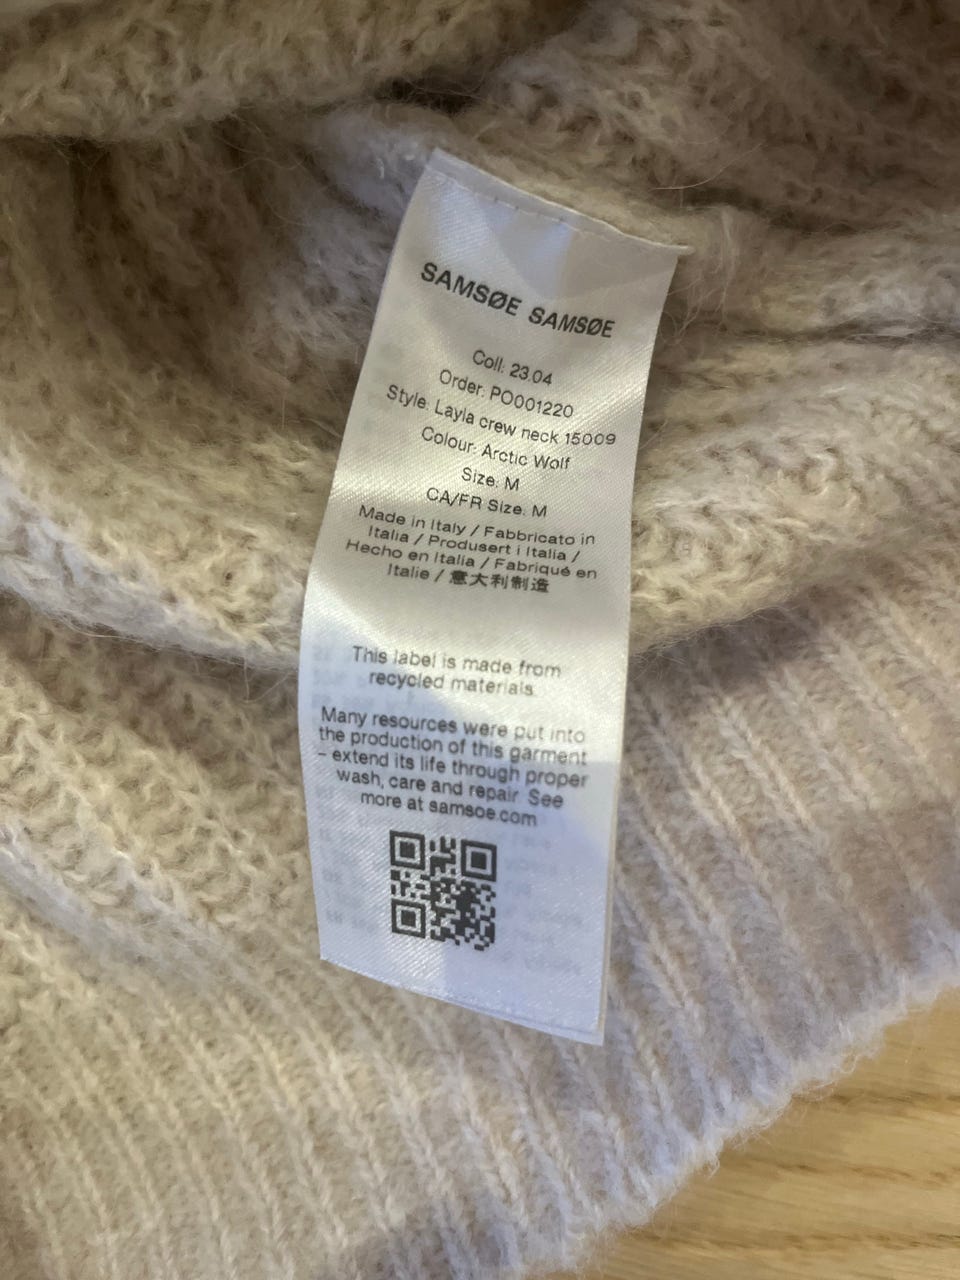 SAMSØE SAMSØE
Coll: 23.04
Order: PO001220
Style: Layla crew neck 15009
Colour: Arctic Wolf
Size: M
CA/FR Size: M
Made in Italy / Fabbricato in
Italia / Produsert i Italia /
Hecho en Italia / Fabriqué en
Italie / 意大利制造
This label is made from
recycled materials
Many resources were put into
the production of this garment
– extend its life through proper
wash, care and repair. See
more at samsoe.com